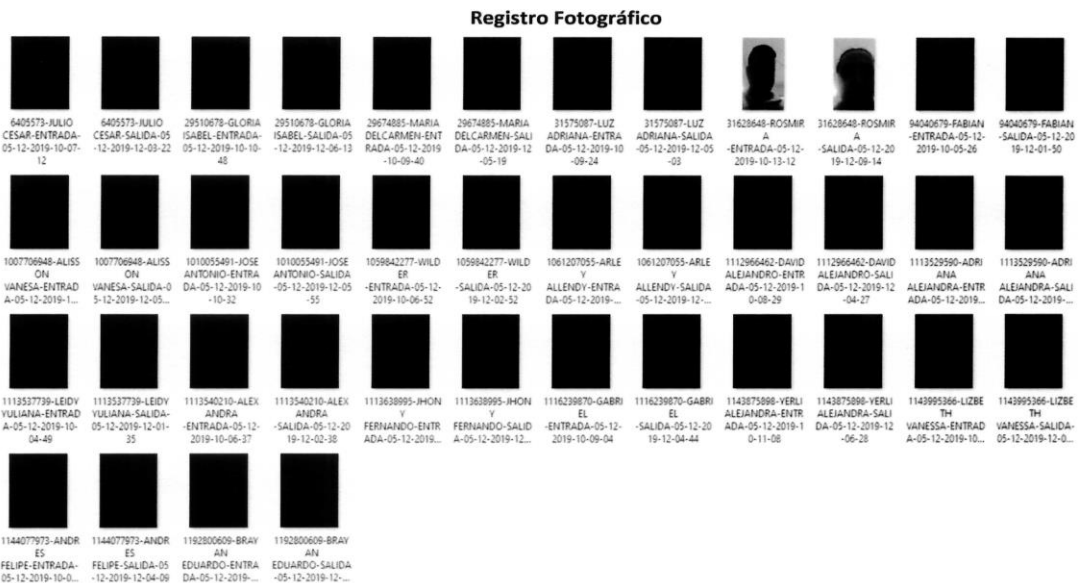 Registro Fotográfico
6405573-JULIO
CESAR-ENTRADA-
05-12-2019-10-07-
12
6405573-JULIO
CESAR-SALIDA-05
-12-2019-12-03-22
29510678-GLORIA
ISABEL-ENTRADA-
05-12-2019-10-10-
48
29510678-GLORIA
ISABEL-SALIDA-05
-12-2019-12-06-13
29674885-MARIA
DELCARMEN-ENT
RADA-05-12-2019
-10-09-40
29674885-MARIA
DELCARMEN-SALI
DA-05-12-2019-12
-05-19
31575087-LUZ
ADRIANA-ENTRA
DA-05-12-2019-10
-09-24
31575087-LUZ
ADRIANA-SALIDA
-05-12-2019-12-05
-03
31628648-ROSMIR
A
-ENTRADA-05-12-
2019-10-13-12
31628648-ROSMIR
A
-SALIDA-05-12-20
19-12-09-14
94040679-FABIAN
-ENTRADA-05-12-
2019-10-05-26
94040679-FABIAN
-SALIDA-05-12-20
19-12-01-50
1007706948-ALISS
ON
VANESA-ENTRAD
A-05-12-2019-1...
1007706948-ALISS
ON
VANESA-SALIDA-0
5-12-2019-12-05...
1010055491-JOSE
ANTONIO-ENTRA
DA-05-12-2019-10
-10-32
1010055491-JOSE
ANTONIO-SALIDA
-05-12-2019-12-05
-55
1059842277-WILD
ER
-ENTRADA-05-12-
2019-10-06-52
1059842277-WILD
ER
-SALIDA-05-12-20
19-12-02-52
1061207055-ARLE
Y
ALLENDY-ENTRA
DA-05-12-2019-...
1061207055-ARLE
Y
ALLENDY-SALIDA
-05-12-2019-12-...
1112966462-DAVID
ALEJANDRO-ENTR
ADA-05-12-2019-1
0-08-29
1112966462-DAVID
ALEJANDRO-SALI
DA-05-12-2019-12
-04-27
1113529590-ADRI
ANA
ALEJANDRA-ENTR
ADA-05-12-2019...
1113529590-ADRI
ANA
ALEJANDRA-SALI
DA-05-12-2019-...
1113537739-LEIDY
YULIANA-ENTRAD
A-05-12-2019-10-
04-49
1113537739-LEIDY
YULIANA-SALIDA-
05-12-2019-12-01-
35
1113540210-ALEX
ANDRA
-ENTRADA-05-12-
2019-10-06-37
1113540210-ALEX
ANDRA
-SALIDA-05-12-20
19-12-02-38
1113638995-JHON
Y
FERNANDO-ENTR
ADA-05-12-2019...
1113638995-JHON
Y
FERNANDO-SALID
A-05-12-2019-12...
1116239870-GABRI
EL
-ENTRADA-05-12-
2019-10-09-04
1116239870-GABRI
EL
-SALIDA-05-12-20
19-12-04-44
1143875898-YERLI
ALEJANDRA-ENTR
ADA-05-12-2019-1
0-11-08
1143875898-YERLI
ALEJANDRA-SALI
DA-05-12-2019-12
-06-28
1143995366-LIZBE
TH
VANESSA-ENTRAD
A-05-12-2019-10...
1143995366-LIZBE
TH
VANESSA-SALIDA-
05-12-2019-12-0...
1144077973-ANDR
ES
FELIPE-ENTRADA-
05-12-2019-10-0...
1144077973-ANDR
ES
FELIPE-SALIDA-05
-12-2019-12-04-09
1192800609-BRAY
AN
EDUARDO-ENTRA
DA-05-12-2019-...
1192800609-BRAY
AN
EDUARDO-SALIDA
-05-12-2019-12-...